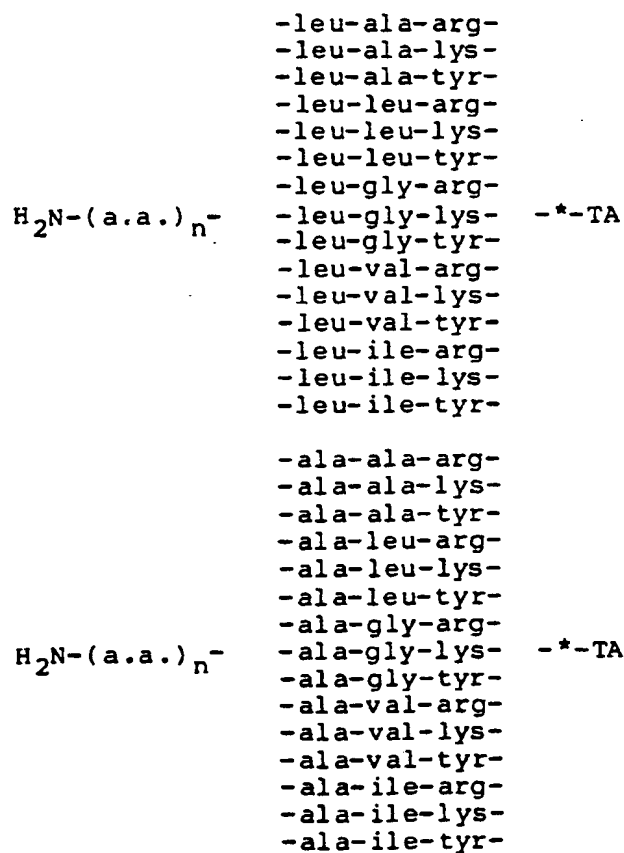 -leu-ala-arg-
-leu-ala-lys-
-leu-ala-tyr-
-leu-leu-arg-
-leu-leu-lys-
-leu-leu-tyr-
-leu-gly-arg-
H2N-(a.a.)n- -leu-gly-lys- -*-TA
-leu-gly-tyr-
-leu-val-arg-
-leu-val-lys-
-leu-val-tyr-
-leu-ile-arg-
-leu-ile-lys-
-leu-ile-tyr-
-ala-ala-arg-
-ala-ala-lys-
-ala-ala-tyr-
-ala-leu-arg-
-ala-leu-lys-
-ala-leu-tyr-
-ala-gly-arg-
H2N-(a.a.)n- -ala-gly-lys- -*-TA
-ala-gly-tyr-
-ala-val-arg-
-ala-val-lys-
-ala-val-tyr-
-ala-ile-arg-
-ala-ile-lys-
-ala-ile-tyr-